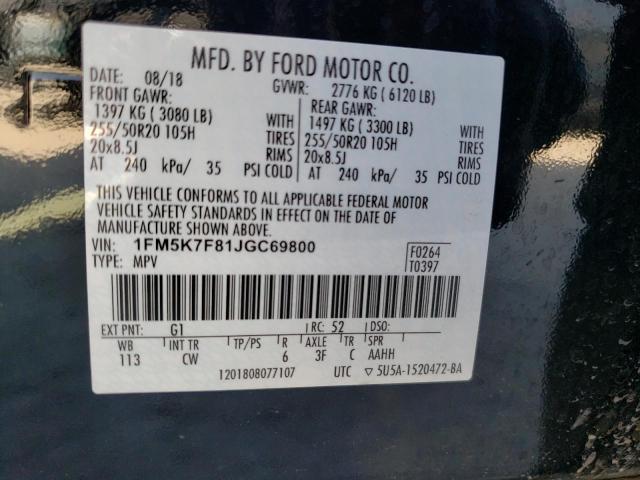 MFD. BY FORD MOTOR CO.
DATE: 08/18 GVWR: 2776 KG ( 6120 LB)
FRONT GAWR: REAR GAWR:
1397 KG ( 3080 LB) WITH 1497 KG ( 3300 LB) WITH
255/50R20 105H TIRES 255/50R20 105H TIRES
20x8.5J RIMS 20x8.5J RIMS
AT 240 kPa/ 35 PSI COLD AT 240 kPa/ 35 PSI COLD
THIS VEHICLE CONFORMS TO ALL APPLICABLE FEDERAL MOTOR
VEHICLE SAFETY STANDARDS IN EFFECT ON THE DATE OF
MANUFACTURE SHOWN ABOVE.
VIN: 1FM5K7F81JGC69800 F0264
TYPE: MPV T0397
EXT PNT: G1 RC: 52 DSO:
WB INT TR TP/PS R AXLE TR SPR
113 CW 6 3F C AAHH
1201808077107 UTC ▽ 5U5A-1520472-BA